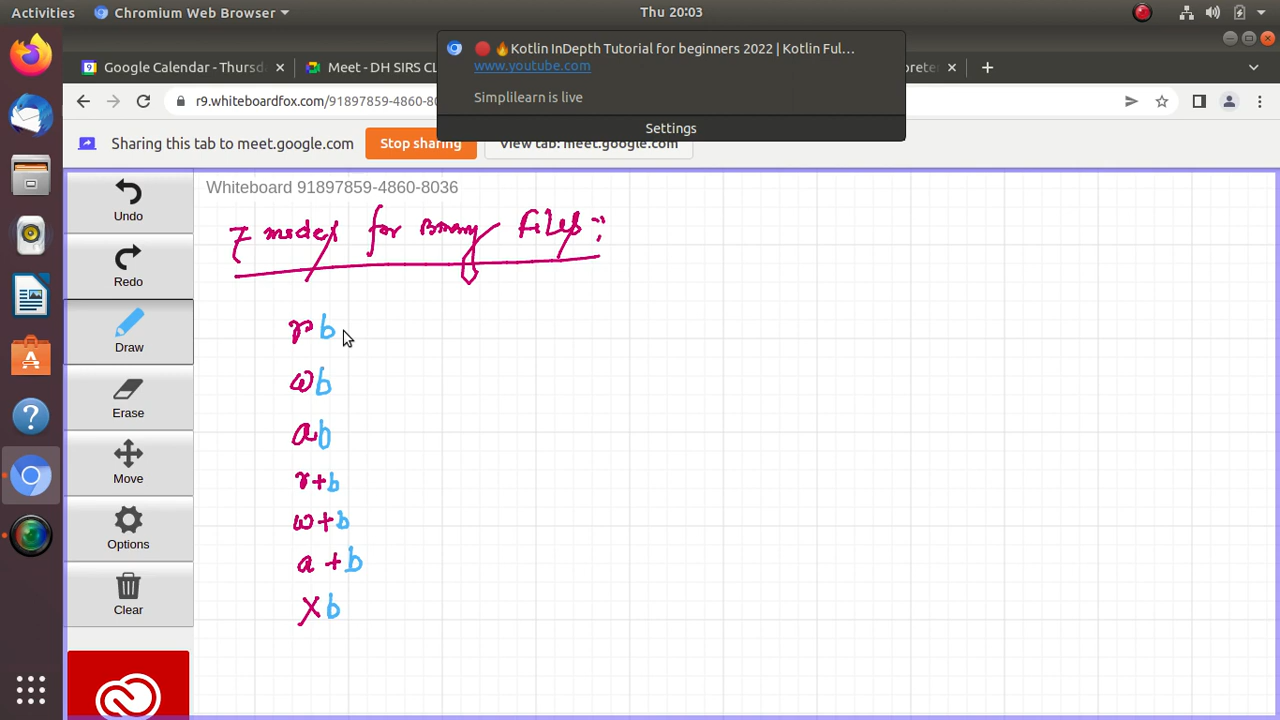 Activities
Chromium Web Browser
Thu 20:03
Google Calendar - Thursd
Meet - DH SIRS CL
🔴 🔥Kotlin InDepth Tutorial for beginners 2022 | Kotlin Ful…
www.youtube.com
Simplilearn is live
Settings
r9.whiteboardfox.com/91897859-4860-80
Sharing this tab to meet.google.com
Stop sharing
View tab: meet.google.com
Undo
Redo
Draw
Erase
Move
Options
Clear
Whiteboard 91897859-4860-8036
7 modes for Binary Files:
rb
wb
ab
r+b
w+b
a+b
xb